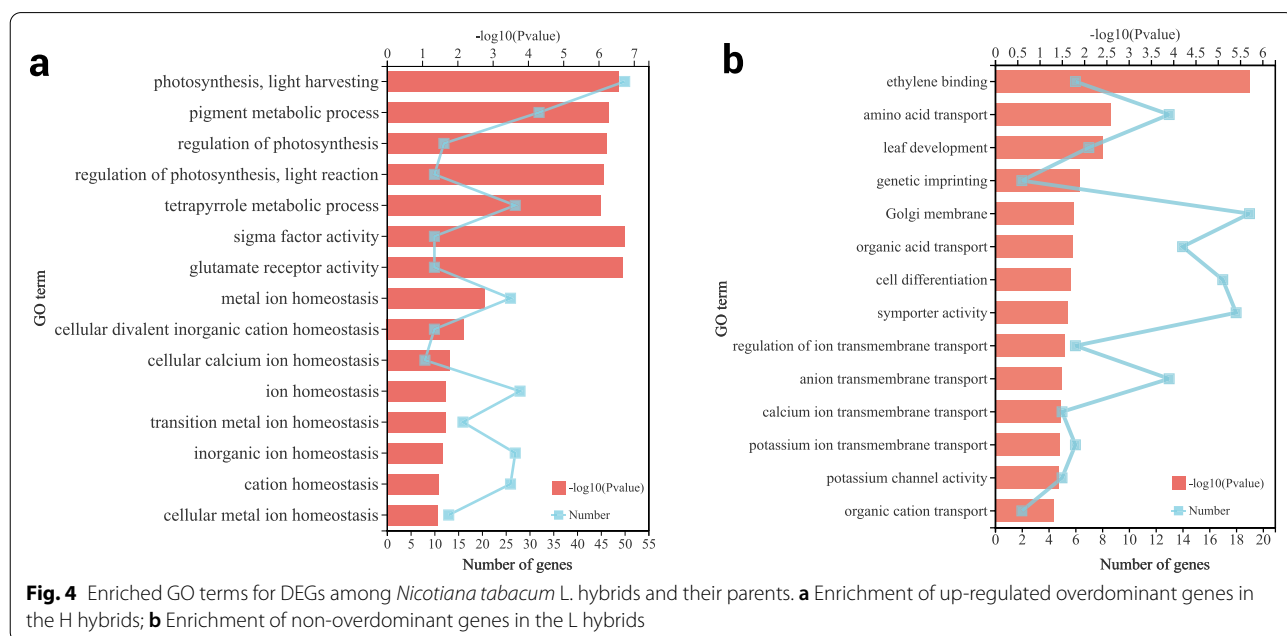 a
-log10(Pvalue)
0 1 2 3 4 5 6 7
GO term
photosynthesis, light harvesting
pigment metabolic process
regulation of photosynthesis
regulation of photosynthesis, light reaction
tetrapyrrole metabolic process
sigma factor activity
glutamate receptor activity
metal ion homeostasis
cellular divalent inorganic cation homeostasis
cellular calcium ion homeostasis
ion homeostasis
transition metal ion homeostasis
inorganic ion homeostasis
cation homeostasis
cellular metal ion homeostasis
-log10(Pvalue)
Number
0 5 10 15 20 25 30 35 40 45 50 55
Number of genes
b
-log10(Pvalue)
0 0.5 1 1.5 2 2.5 3 3.5 4 4.5 5 5.5 6
GO term
ethylene binding
amino acid transport
leaf development
genetic imprinting
Golgi membrane
organic acid transport
cell differentiation
symporter activity
regulation of ion transmembrane transport
anion transmembrane transport
calcium ion transmembrane transport
potassium ion transmembrane transport
potassium channel activity
organic cation transport
-log10(Pvalue)
Number
0 2 4 6 8 10 12 14 16 18 20
Number of genes
Fig. 4 Enriched GO terms for DEGs among Nicotiana tabacum L. hybrids and their parents. a Enrichment of up-regulated overdominant genes in
the H hybrids; b Enrichment of non-overdominant genes in the L hybrids